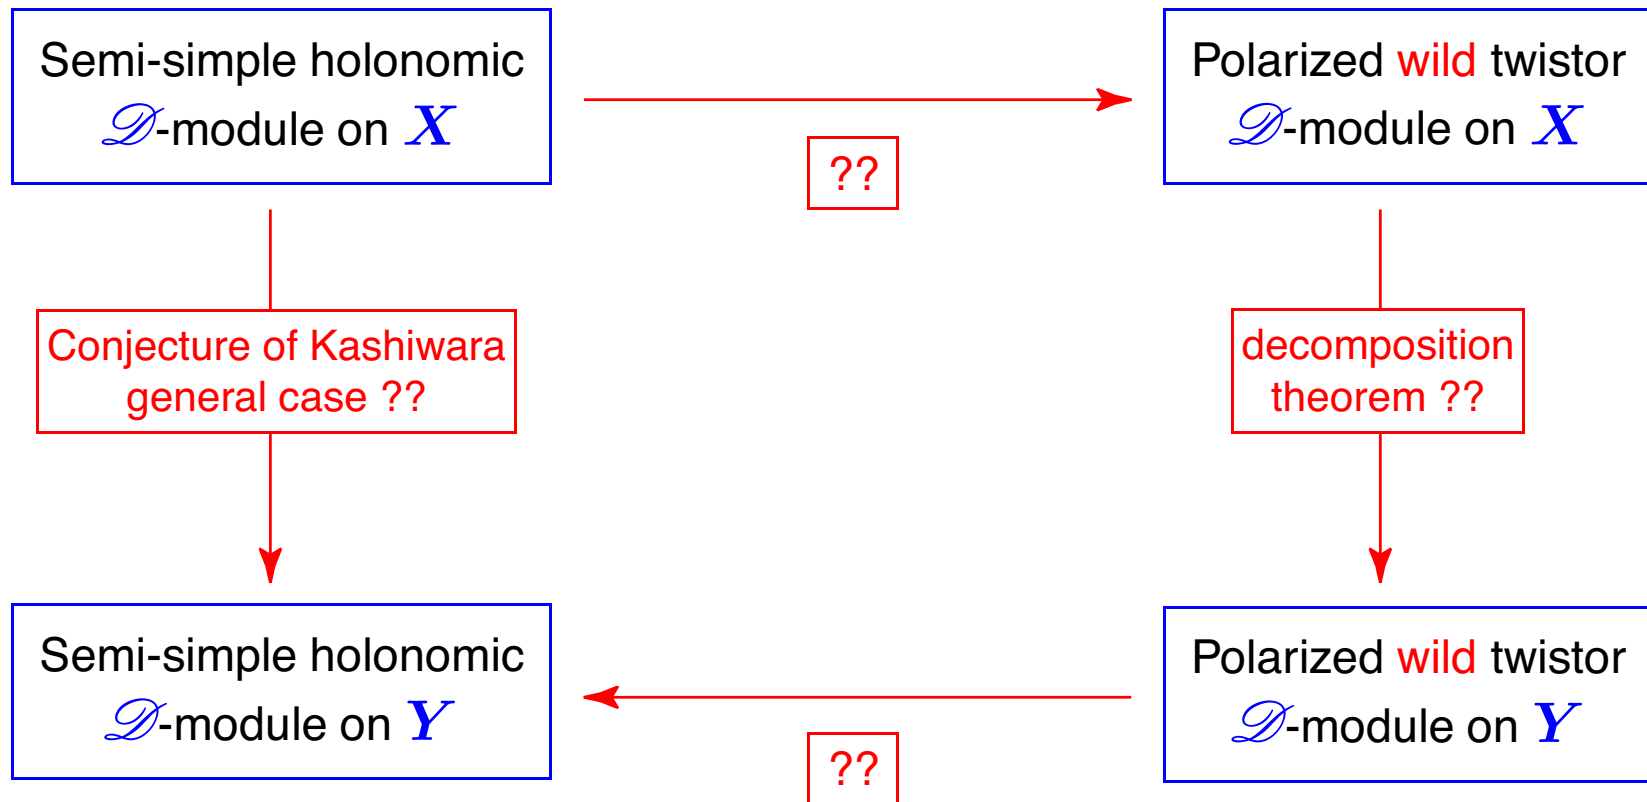 Semi-simple holonomic
𝒟-module on X
??
Polarized wild twistor
𝒟-module on X
Conjecture of Kashiwara
general case ??
decomposition
theorem ??
Semi-simple holonomic
𝒟-module on Y
??
Polarized wild twistor
𝒟-module on Y